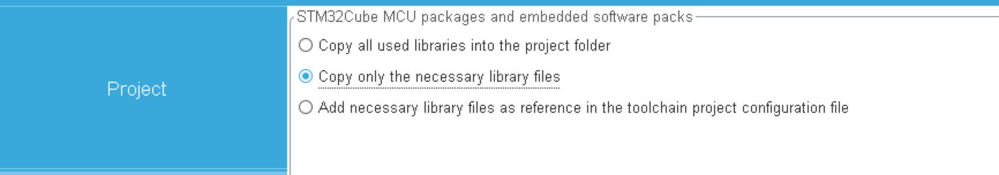 STM32Cube MCU packages and embedded software packs
Copy all used libraries into the project folder
Copy only the necessary library files
Project
Add necessary library files as reference in the toolchain project configuration file